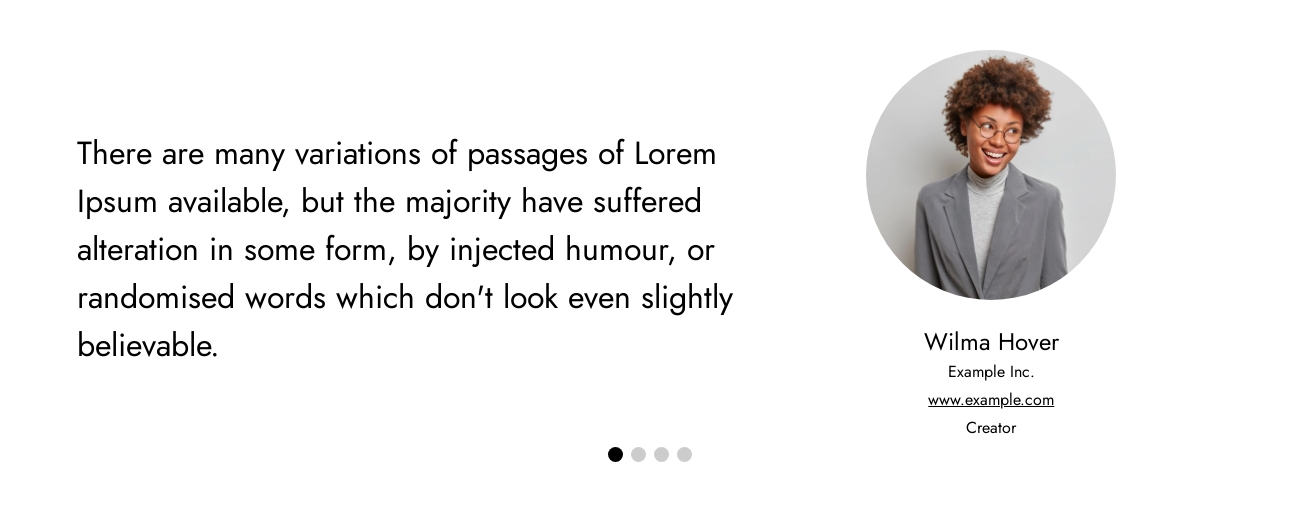 There are many variations of passages of Lorem
Ipsum available, but the majority have suffered
alteration in some form, by injected humour, or
randomised words which don't look even slightly
believable.
Wilma Hover
Example Inc.
www.example.com
Creator